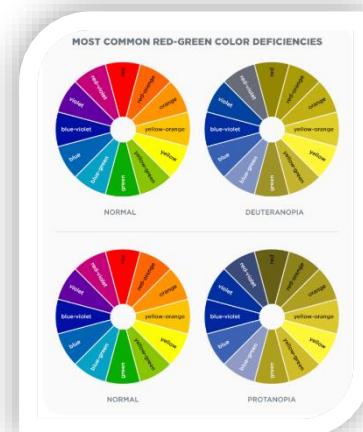 MOST COMMON RED-GREEN COLOR DEFICIENCIES
red
red-orange
orange
yellow-orange
yellow
yellow-green
green
blue-green
blue
blue-violet
violet
red-violet
NORMAL
red
red-orange
orange
yellow-orange
yellow
yellow-green
green
blue-green
blue
blue-violet
violet
red-violet
DEUTERANOPIA
red
red-orange
orange
yellow-orange
yellow
yellow-green
green
blue-green
blue
blue-violet
violet
red-violet
NORMAL
red
red-orange
orange
yellow-orange
yellow
yellow-green
green
blue-green
blue
blue-violet
violet
red-violet
PROTANOPIA